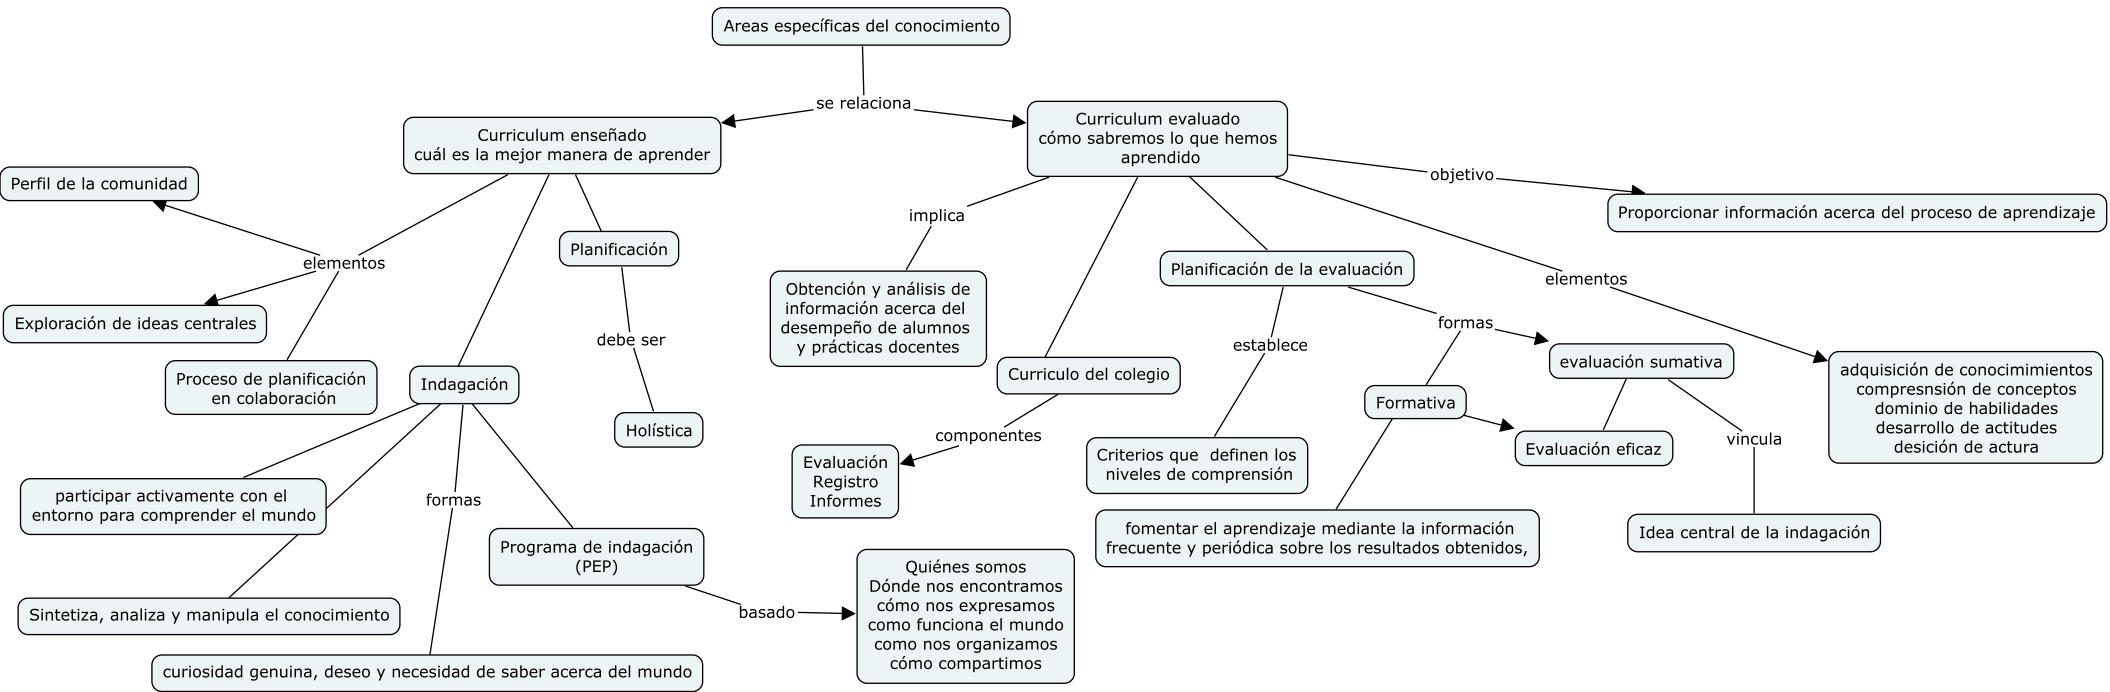 Areas específicas del conocimiento
se relaciona
Curriculum enseñado
cuál es la mejor manera de aprender
Curriculum evaluado
cómo sabremos lo que hemos
aprendido
Perfil de la comunidad
elementos
Exploración de ideas centrales
Proceso de planificación
en colaboración
Planificación
debe ser
Holística
Indagación
participar activamente con el
entorno para comprender el mundo
Sintetiza, analiza y manipula el conocimiento
formas
curiosidad genuina, deseo y necesidad de saber acerca del mundo
Programa de indagación
(PEP)
basado
Quiénes somos
Dónde nos encontramos
cómo nos expresamos
como funciona el mundo
como nos organizamos
cómo compartimos
implica
Obtención y análisis de
información acerca del
desempeño de alumnos
y prácticas docentes
Curriculo del colegio
componentes
Evaluación
Registro
Informes
Planificación de la evaluación
establece
Criterios que  definen los
niveles de comprensión
formas
Formativa
fomentar el aprendizaje mediante la información
frecuente y periódica sobre los resultados obtenidos,
evaluación sumativa
Evaluación eficaz
vincula
Idea central de la indagación
objetivo
Proporcionar información acerca del proceso de aprendizaje
elementos
adquisición de conocimimientos
compresnsión de conceptos
dominio de habilidades
desarrollo de actitudes
desición de actura